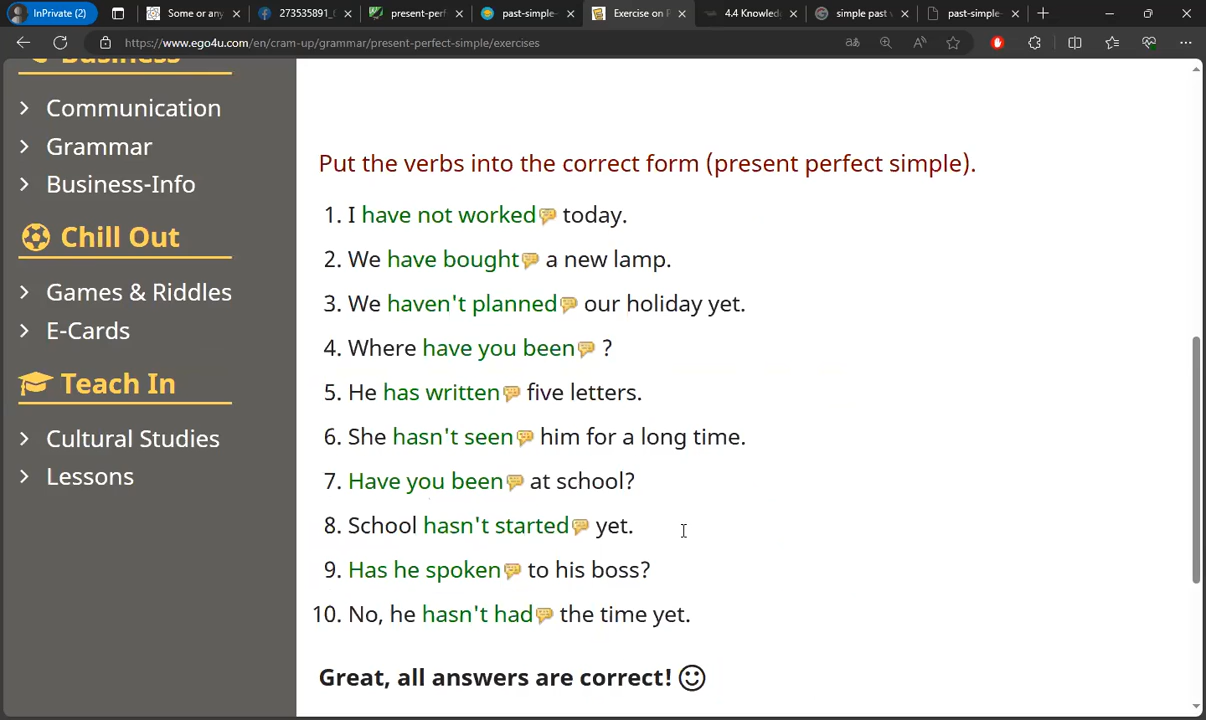 InPrivate (2)
Some or any
273535891_
present-perf
past-simple-
Exercise on P
4.4 Knowled
simple past v
past-simple-
https://www.ego4u.com/en/cram-up/grammar/present-perfect-simple/exercises
Business
Communication
Grammar
Business-Info
Chill Out
Games & Riddles
E-Cards
Teach In
Cultural Studies
Lessons
Put the verbs into the correct form (present perfect simple).
1. I have not worked today.
2. We have bought a new lamp.
3. We haven't planned our holiday yet.
4. Where have you been ?
5. He has written five letters.
6. She hasn't seen him for a long time.
7. Have you been at school?
8. School hasn't started yet.
9. Has he spoken to his boss?
10. No, he hasn't had the time yet.
Great, all answers are correct!